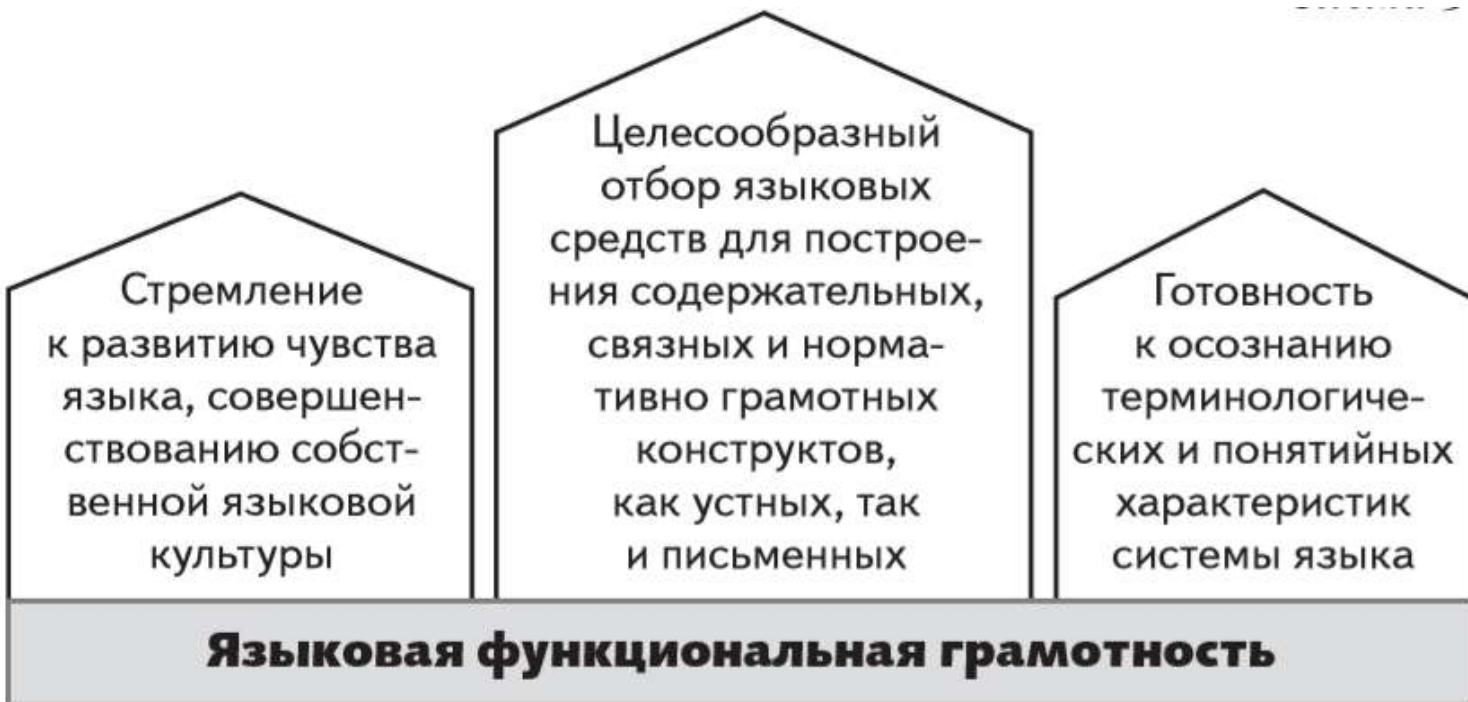 Стремление
к развитию чувства
языка, совершен-
ствованию собст-
венной языковой
культуры
Целесообразный
отбор языковых
средств для построе-
ния содержательных,
связных и норма-
тивно грамотных
конструктов,
как устных, так
и письменных
Готовность
к осознанию
терминологиче-
ских и понятийных
характеристик
системы языка
Языковая функциональная грамотность